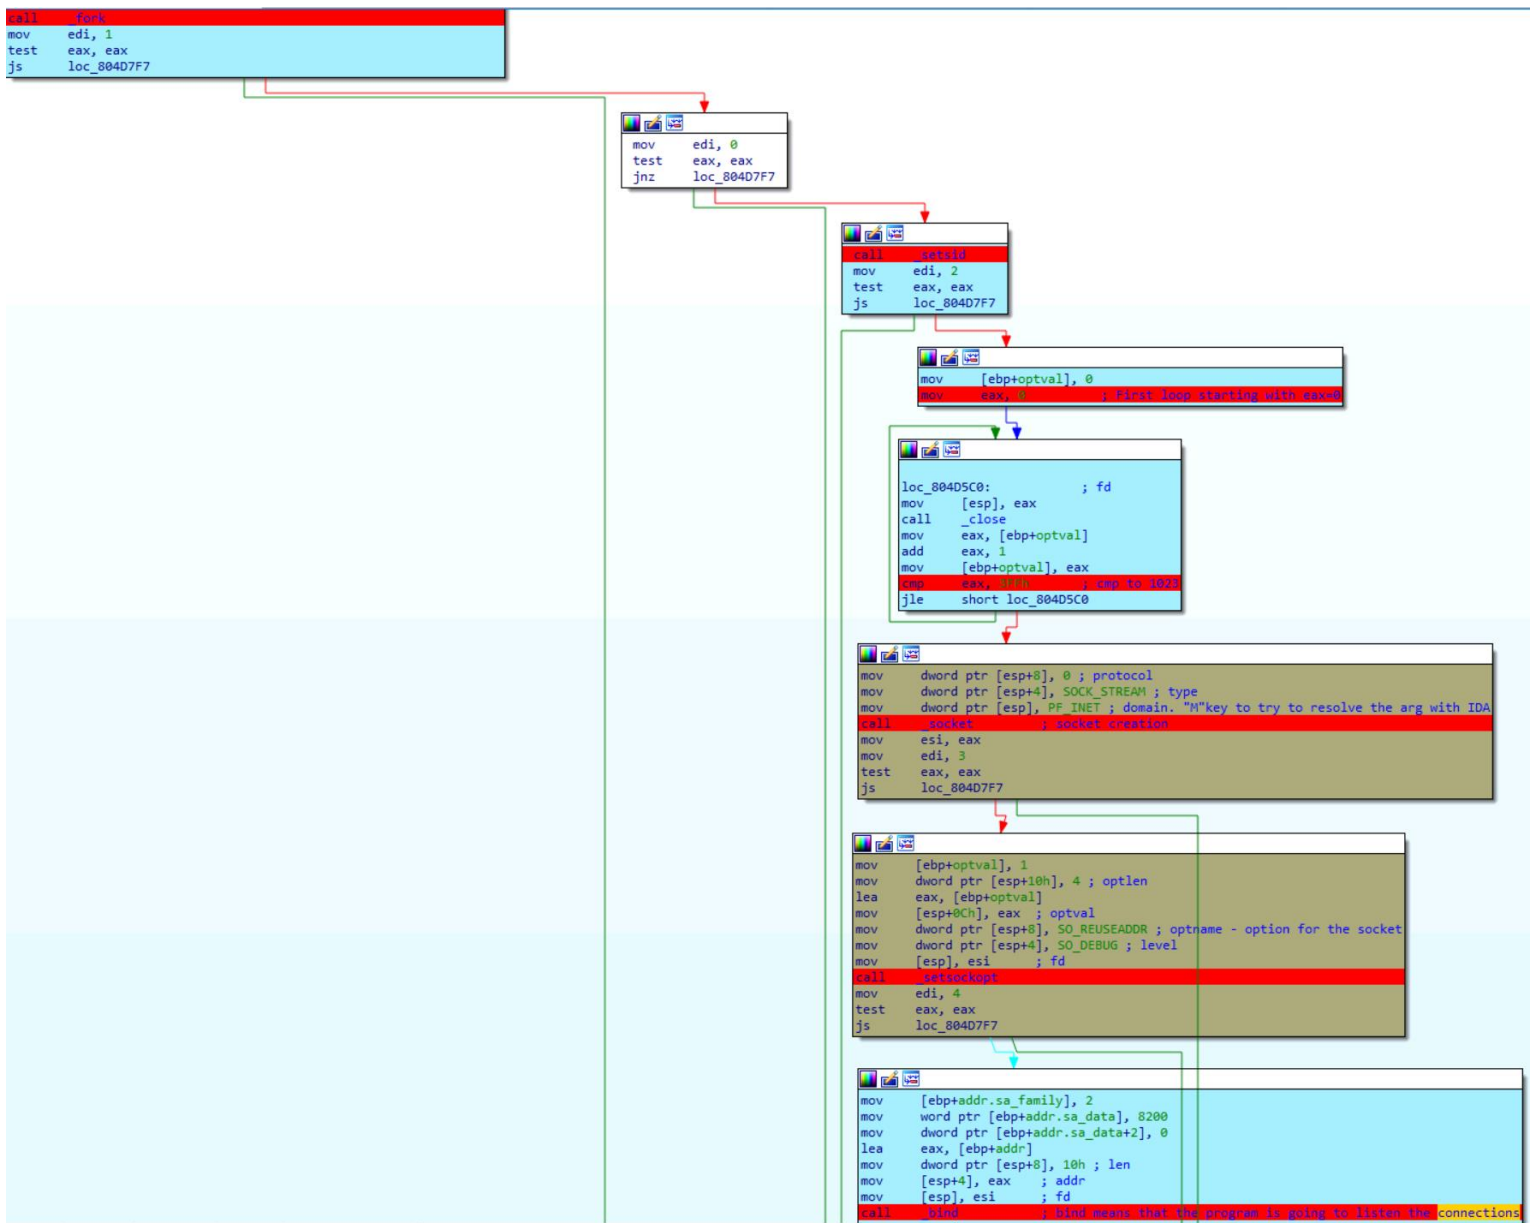 call _fork
mov edi, 1
test eax, eax
js loc_804D7F7
mov edi, 0
test eax, eax
jnz loc_804D7F7
call _setsid
mov edi, 2
test eax, eax
js loc_804D7F7
mov [ebp+optval], 0
mov eax, 0 ; First loop starting with eax=0
loc_804D5C0: ; fd
mov [esp], eax
call _close
mov eax, [ebp+optval]
add eax, 1
mov [ebp+optval], eax
cmp eax, 3FFh ; cmp to 1023
jle short loc_804D5C0
mov dword ptr [esp+8], 0 ; protocol
mov dword ptr [esp+4], SOCK_STREAM ; type
mov dword ptr [esp], PF_INET ; domain. "M"key to try to resolve the arg with IDA
call _socket ; socket creation
mov esi, eax
mov edi, 3
test eax, eax
js loc_804D7F7
mov [ebp+optval], 1
mov dword ptr [esp+10h], 4 ; optlen
lea eax, [ebp+optval]
mov [esp+0Ch], eax ; optval
mov dword ptr [esp+8], SO_REUSEADDR ; optname - option for the socket
mov dword ptr [esp+4], SO_DEBUG ; level
mov [esp], esi ; fd
call _setsockopt
mov edi, 4
test eax, eax
js loc_804D7F7
mov [ebp+addr.sa_family], 2
mov word ptr [ebp+addr.sa_data], 8200
mov dword ptr [ebp+addr.sa_data+2], 0
lea eax, [ebp+addr]
mov dword ptr [esp+8], 10h ; len
mov [esp+4], eax ; addr
mov [esp], esi ; fd
call _bind ; bind means that the program is going to listen the connections